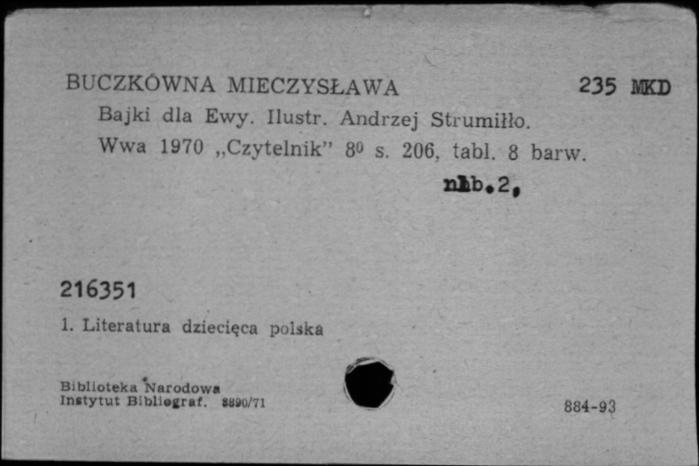 BUCZKÓWNA MIECZYSŁAWA 235 MKD
Bajki dla Ewy. Ilustr. Andrzej Strumiłło.
Wwa 1970 „Czytelnik” 8º s. 206, tabl. 8 barw.
nlb.2,
216351
1. Literatura dziecięca polska
Biblioteka Narodowa
Instytut Bibliograf. 8890/71
884-93